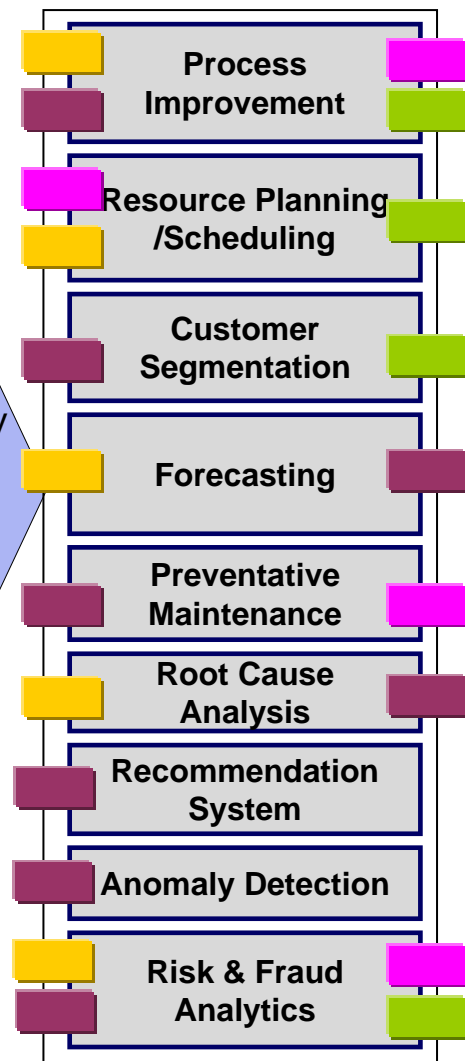 Process
Improvement
Resource Planning
/Scheduling
Customer
Segmentation
Forecasting
Preventative
Maintenance
Root Cause
Analysis
Recommendation
System
Anomaly Detection
Risk & Fraud
Analytics